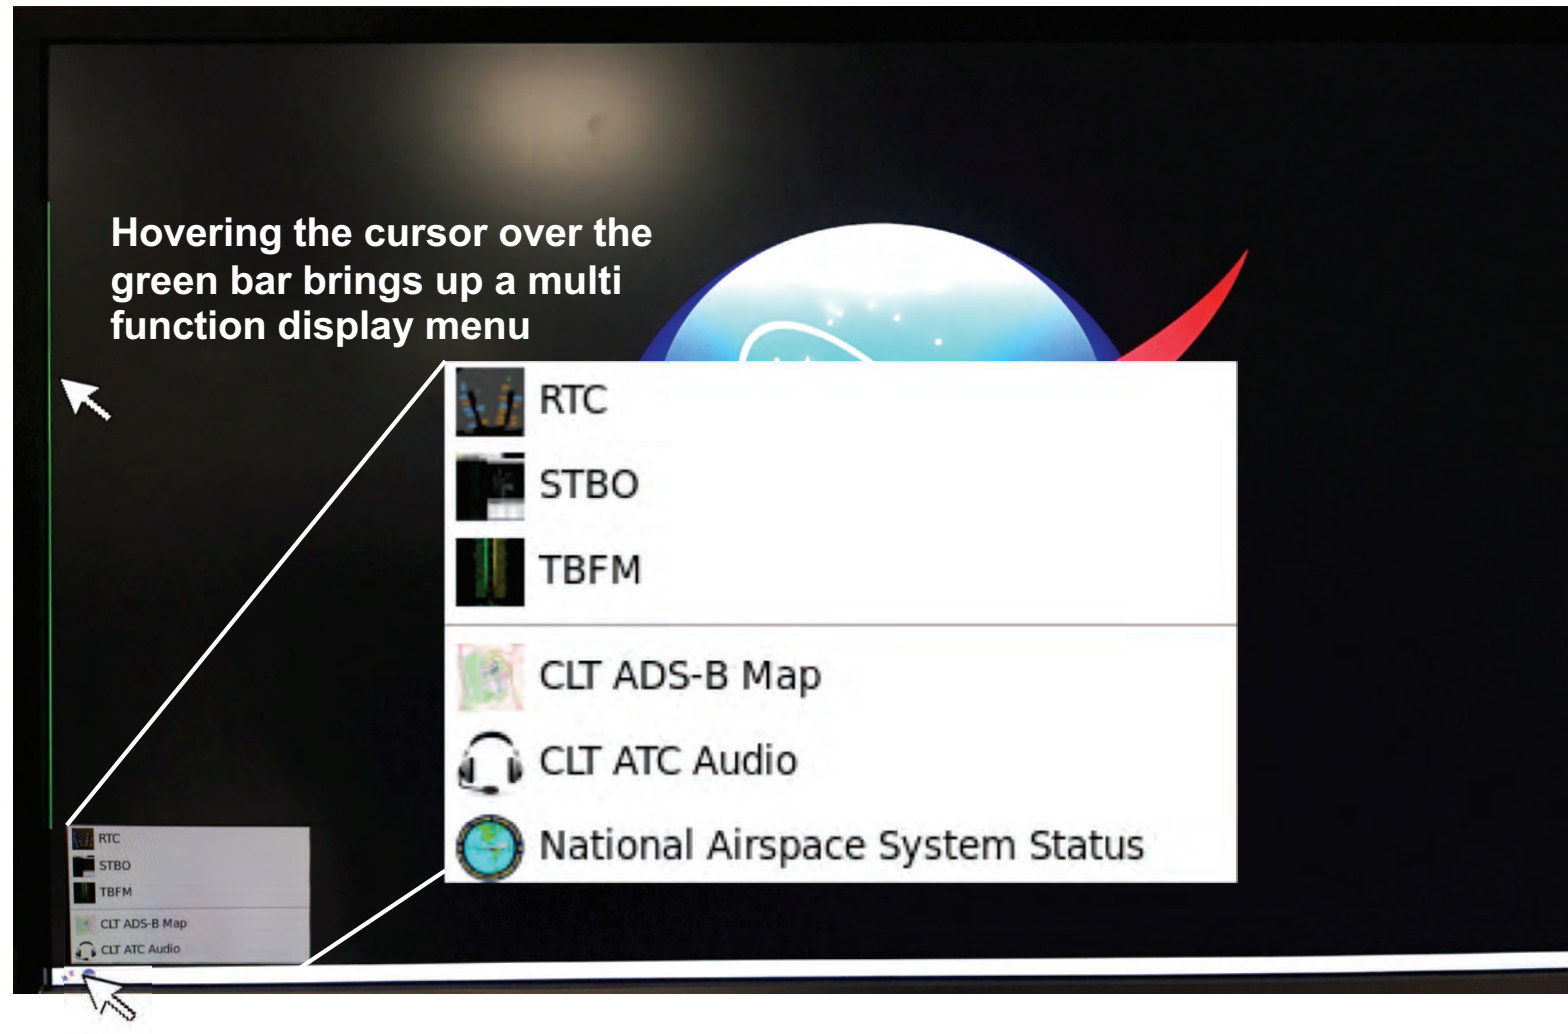 Hovering the cursor over the
green bar brings up a multi
function display menu
RTC
STBO
TBFM
CLT ADS-B Map
CLT ATC Audio
National Airspace System Status
RTC
STBO
TBFM
CLT ADS-B Map
CLT ATC Audio